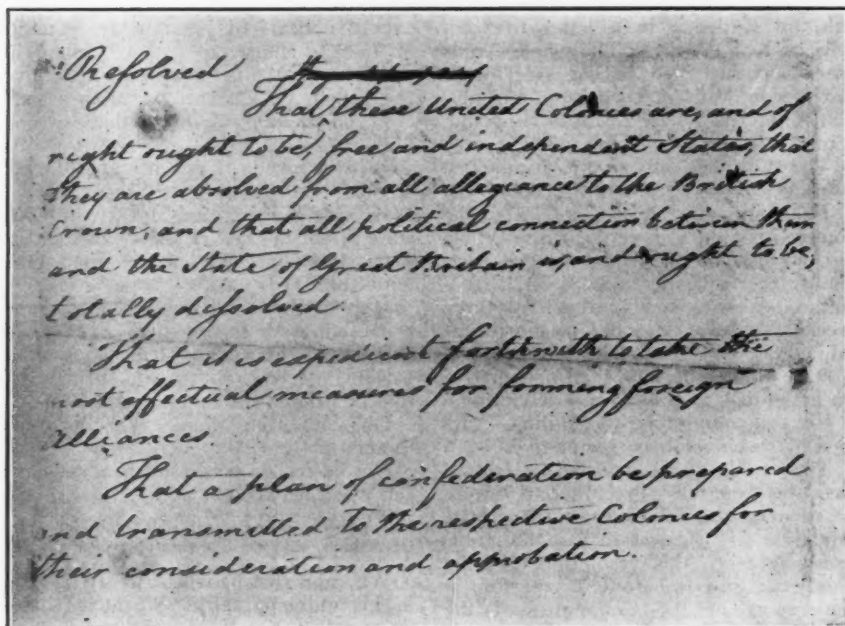 Resolved
That these United Colonies are, and of
right ought to be, free and independent States, that
they are absolved from all allegiance to the British
Crown, and that all political connection between them
and the State of Great Britain is, and ought to be,
totally dissolved.
That it is expedient forthwith to take the
most effectual measures for forming foreign
Alliances.
That a plan of confederation be prepared
and transmitted to the respective Colonies for
their consideration and approbation.